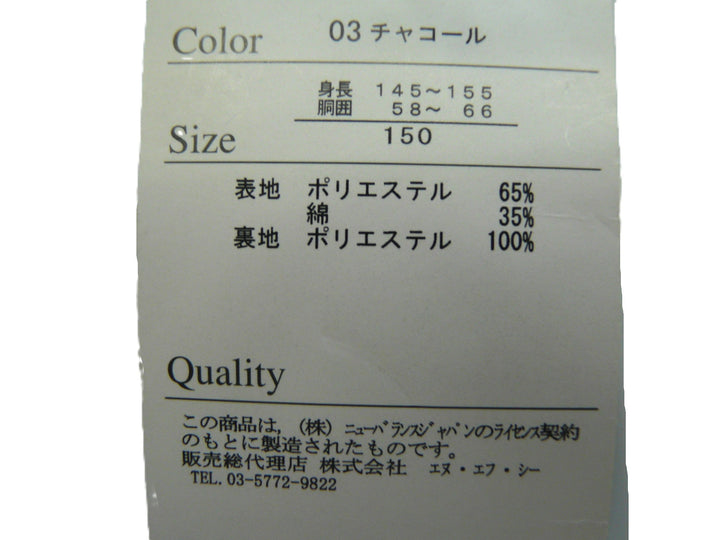 Color 03 チャコール
身長 145～155
胴囲 58～ 66
Size 150
表地 ポリエステル 65%
綿 35%
裏地 ポリエステル 100%
Quality
この商品は, (株) ニューバランスジャパンのライセンス契約
のもとに製造されたものです。
販売総代理店 株式会社 エヌ・エフ・シー
TEL. 03-5772-9822